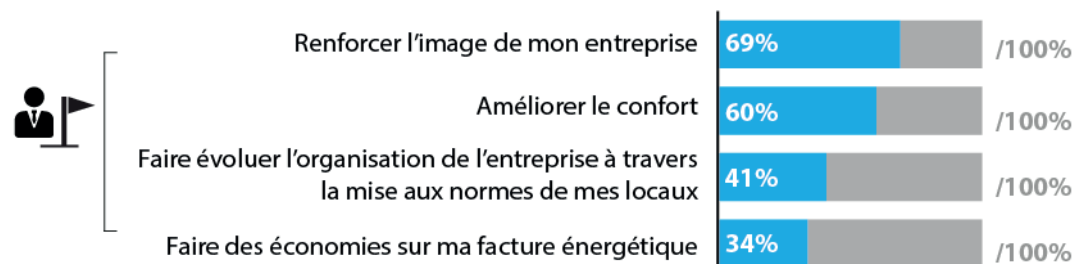 Renforcer l’image de mon entreprise 69% /100%
Améliorer le confort 60% /100%
Faire évoluer l’organisation de l’entreprise à travers
la mise aux normes de mes locaux 41% /100%
Faire des économies sur ma facture énergétique 34% /100%